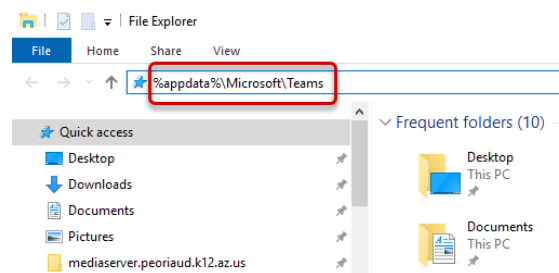 File Explorer
File Home Share View
%appdata%\Microsoft\Teams
Quick access
Desktop
Downloads
Documents
Pictures
mediaserver.peoriaud.k12.az.us
Frequent folders (10)
Desktop
This PC
Documents
This PC